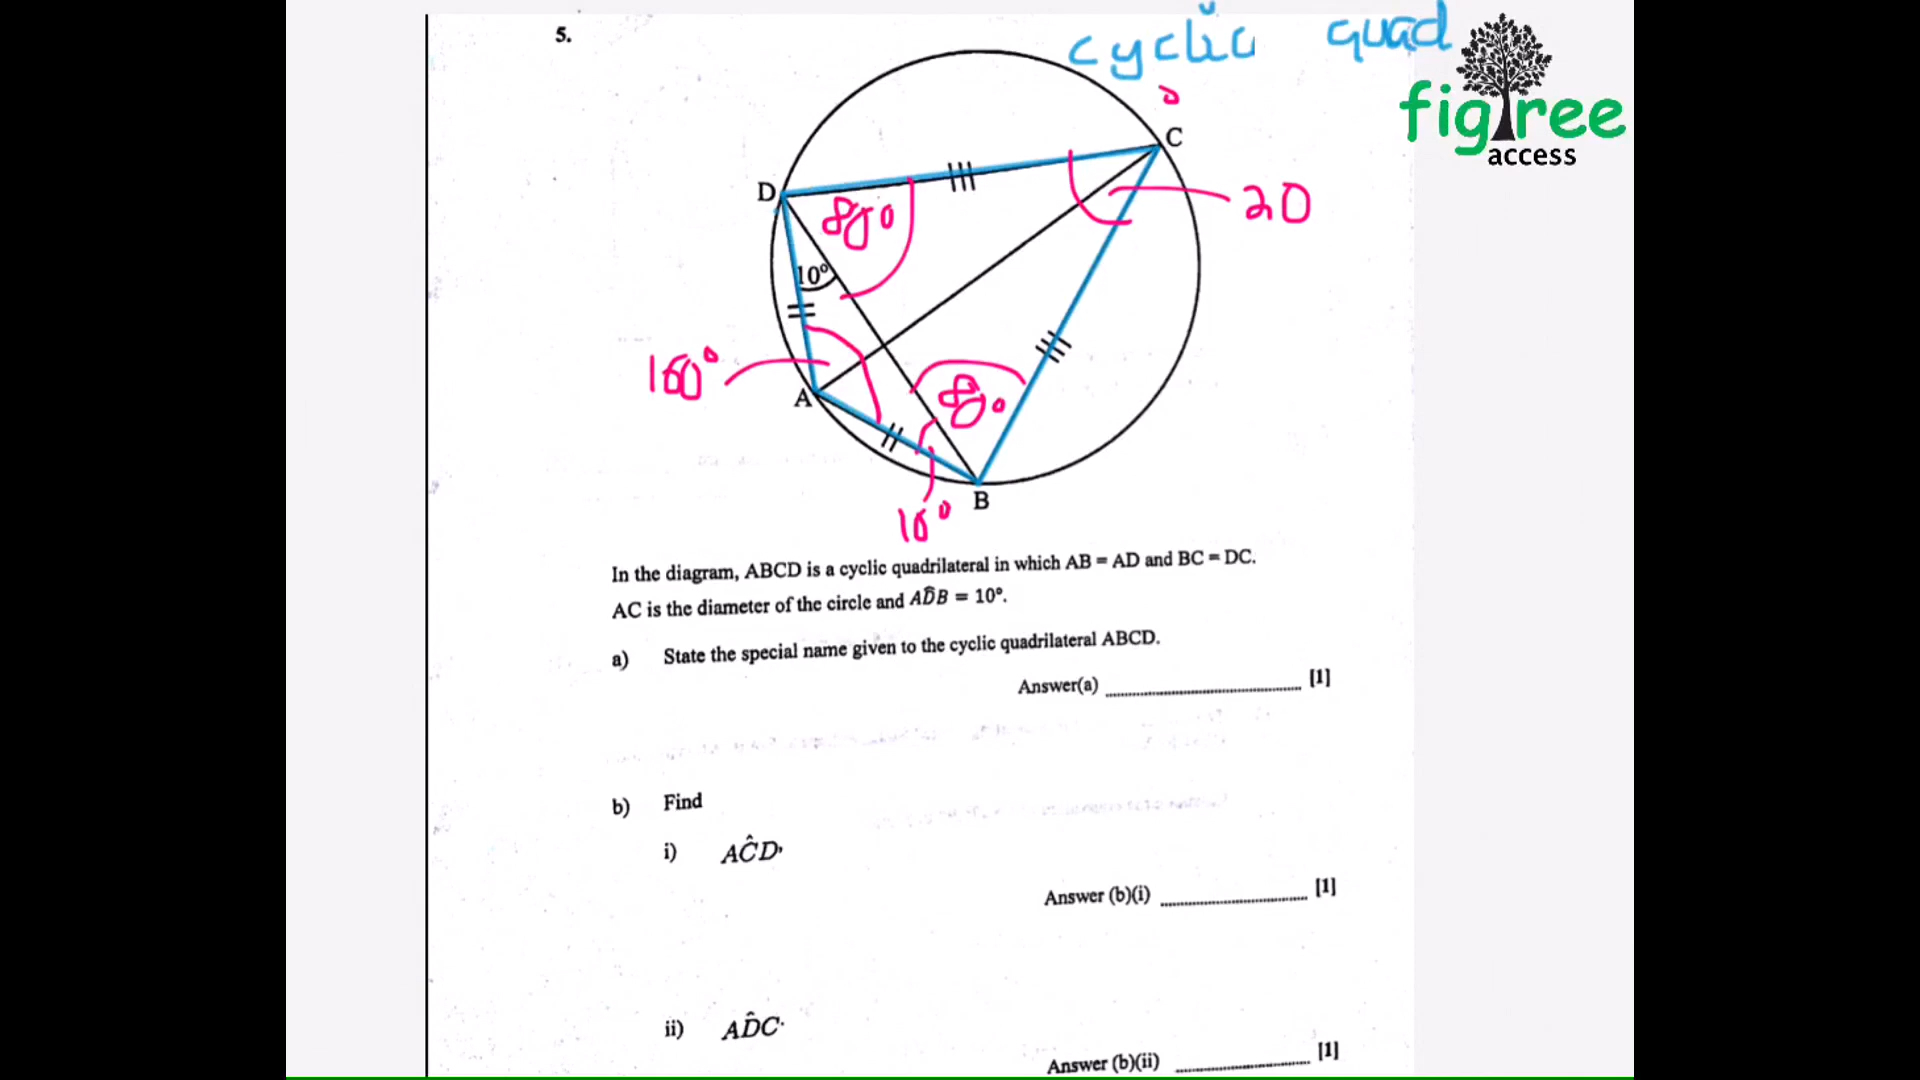 cyclic quad
figtree
access
5.
C
D
80°
20
10°
160°
A
80°
10°
B
In the diagram, ABCD is a cyclic quadrilateral in which AB = AD and BC = DC.
AC is the diameter of the circle and AD̂B = 10°.
a) State the special name given to the cyclic quadrilateral ABCD.
Answer(a) .................... [1]
b) Find
i) AĈD,
Answer (b)(i) .................... [1]
ii) AD̂C.
Answer (b)(ii) .................... [1]